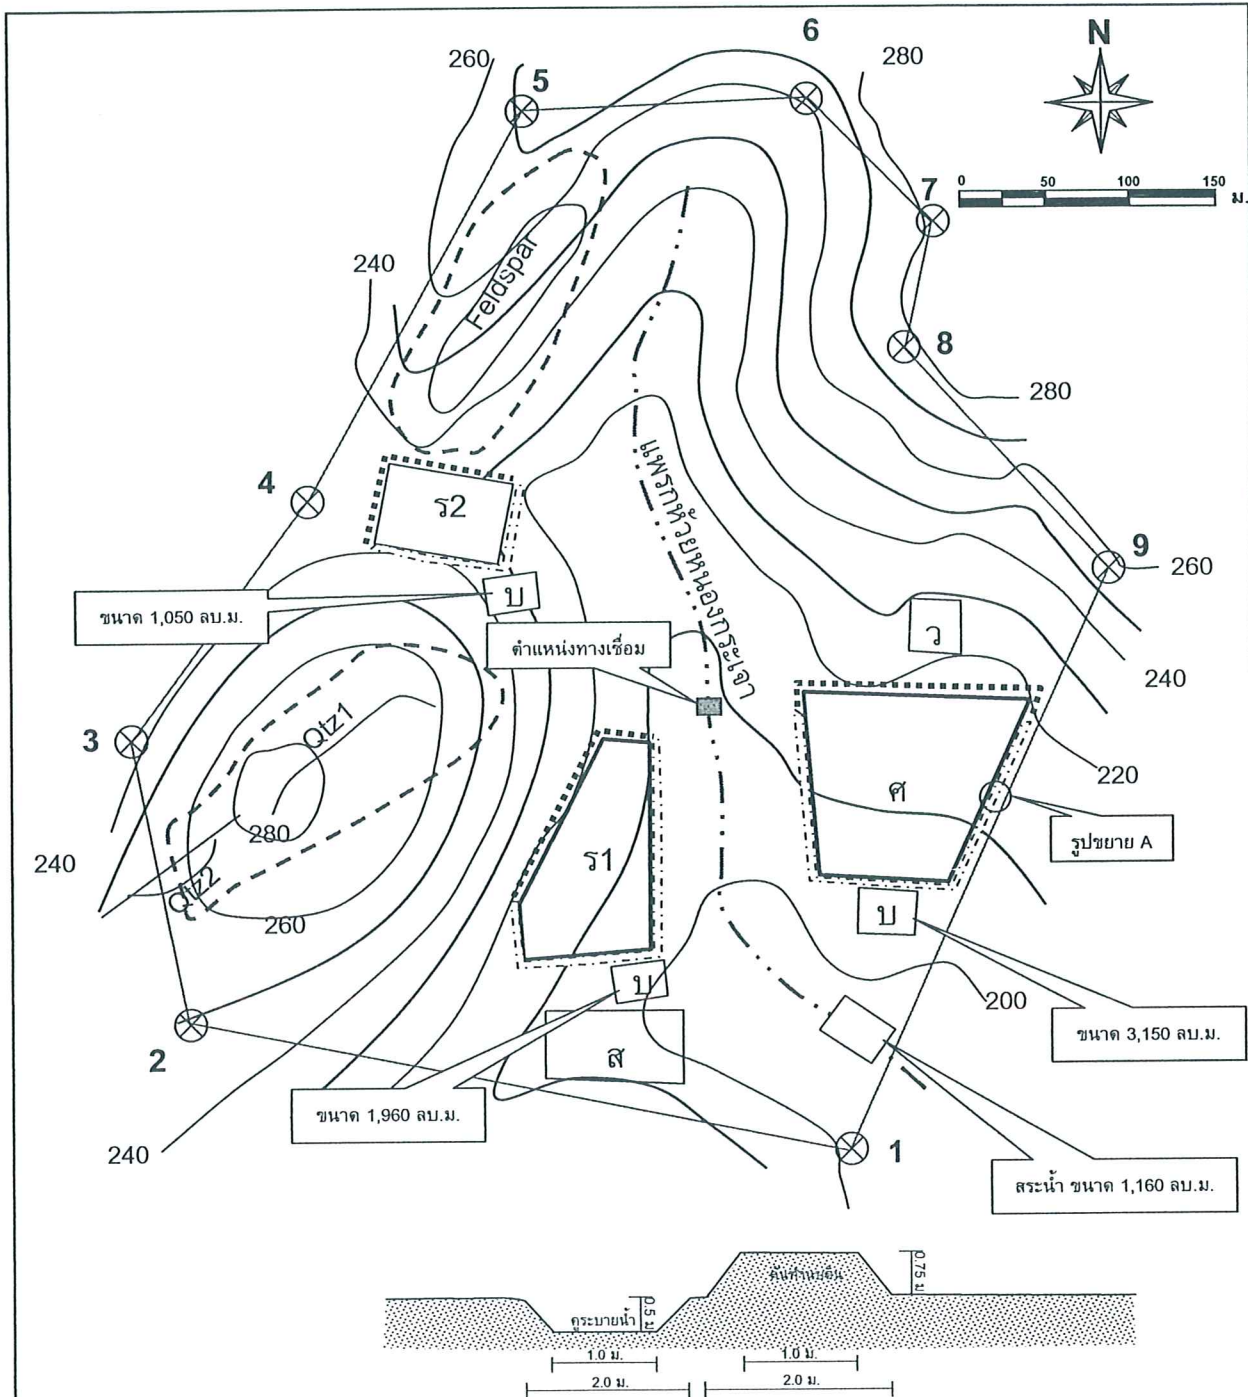 6
N
260
5
280
0 50 100 150 ม.
7
240
Feldspar
8
280
4
ร2
แพรกห้วยหนองกระเจา
9
260
ขนาด 1,050 ลบ.ม.
บ
ตำแหน่งทางเชื่อม
ว
240
3
Qtz1
220
ศ
280
รูปขยาย A
240
ร1
Qtz2
260
บ
บ
200
2
ส
ขนาด 3,150 ลบ.ม.
ขนาด 1,960 ลบ.ม.
240
1
สระน้ำ ขนาด 1,160 ลบ.ม.
คันทำนบดิน
0.75 ม
0.5 ม
คูระบายน้ำ
1.0 ม.
1.0 ม.
2.0 ม.
2.0 ม.